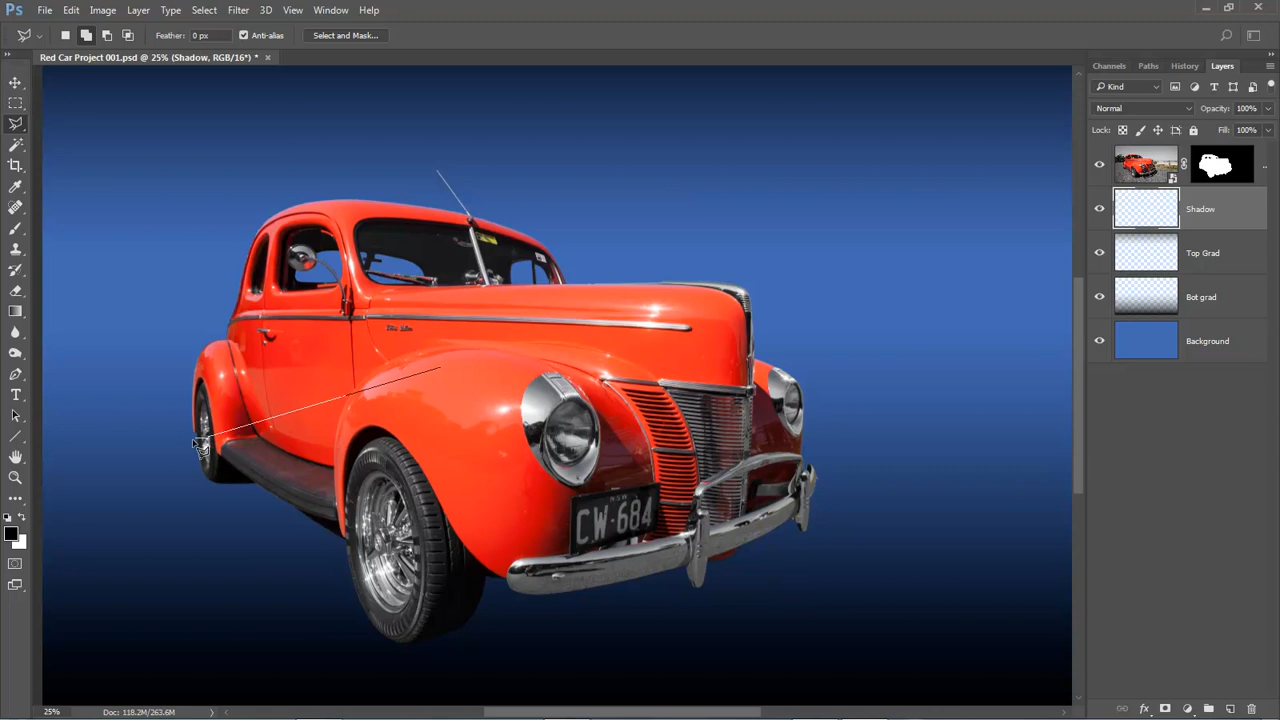 Ps File Edit Image Layer Type Select Filter 3D View Window Help
Feather: 0 px Anti-alias Select and Mask...
Red Car Project 001.psd @ 25% (Shadow, RGB/16*) * ×
Channels Paths History Layers
Kind
Normal Opacity: 100%
Lock: Fill: 100%
Shadow
Top Grad
Bot grad
Background
NSW
CW·684
25% Doc: 118.2M/263.6M